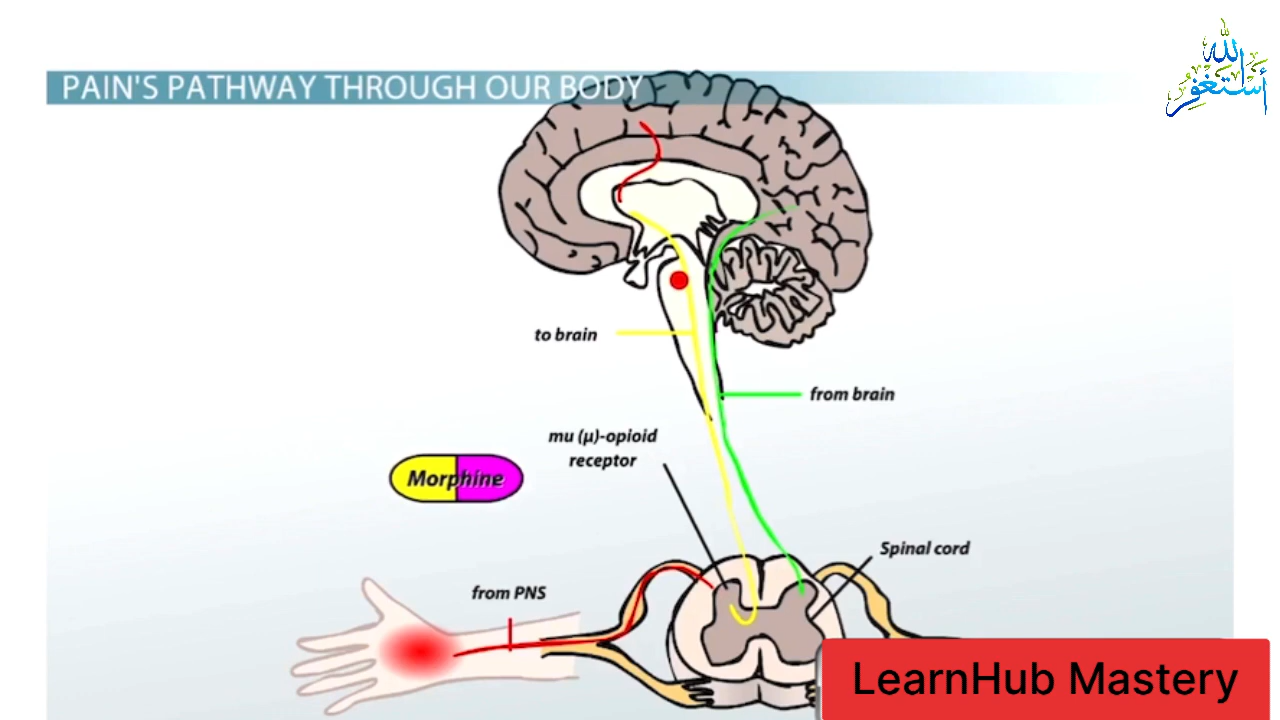 PAIN'S PATHWAY THROUGH OUR BODY
أستغفر الله
to brain
from brain
mu (µ)-opioid
receptor
Morphine
Spinal cord
from PNS
LearnHub Mastery